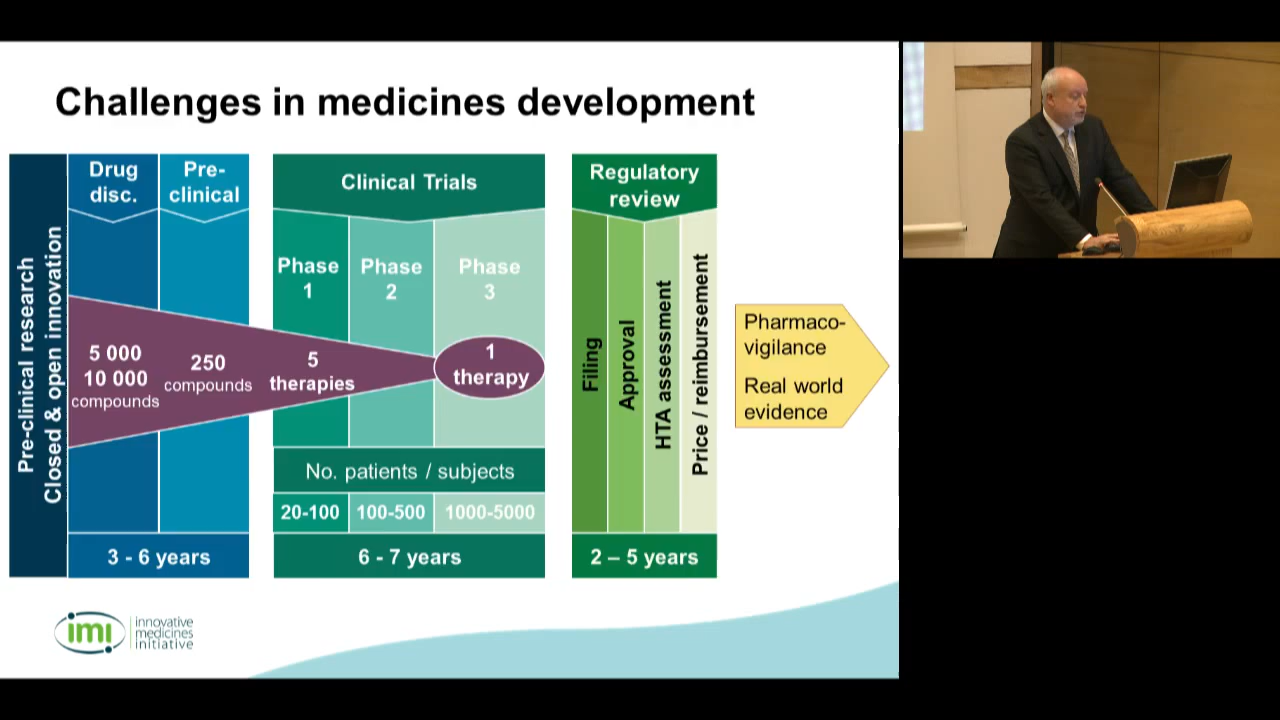 Challenges in medicines development
Pre-clinical research
Closed & open innovation
Drug
disc.
Pre-
clinical
5 000
10 000
compounds
250
compounds
3 - 6 years
Clinical Trials
Phase
1
Phase
2
Phase
3
5
therapies
1
therapy
No. patients / subjects
20-100
100-500
1000-5000
6 - 7 years
Regulatory
review
Filing
Approval
HTA assessment
Price / reimbursement
2 – 5 years
Pharmaco-
vigilance
Real world
evidence
imi
innovative
medicines
initiative